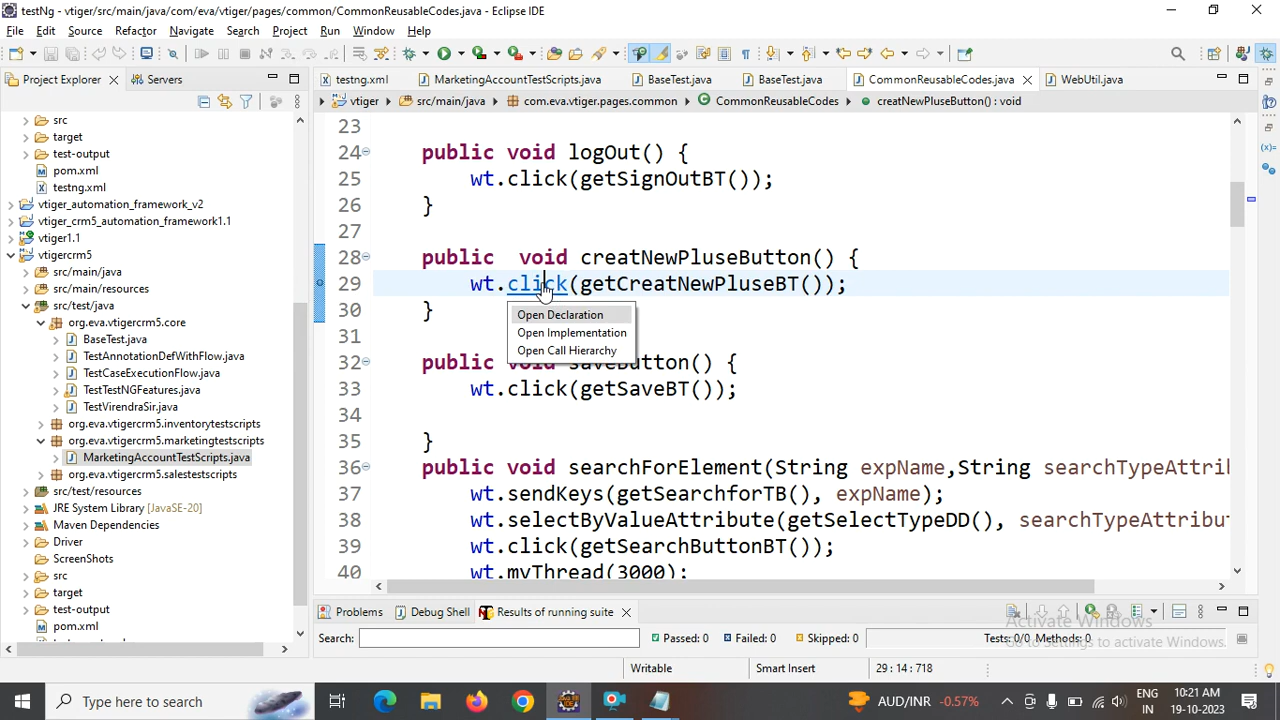 testNg - vtiger/src/main/java/com/eva/vtiger/pages/common/CommonReusableCodes.java - Eclipse IDE
File Edit Source Refactor Navigate Search Project Run Window Help
Project Explorer Servers
testng.xml MarketingAccountTestScripts.java BaseTest.java BaseTest.java CommonReusableCodes.java WebUtil.java
vtiger src/main/java com.eva.vtiger.pages.common CommonReusableCodes creatNewPluseButton() : void
src
target
test-output
pom.xml
testng.xml
vtiger_automation_framework_v2
vtiger_crm5_automation_framework1.1
vtiger1.1
vtigercrm5
src/main/java
src/main/resources
src/test/java
org.eva.vtigercrm5.core
BaseTest.java
TestAnnotationDefWithFlow.java
TestCaseExecutionFlow.java
TestTestNGFeatures.java
TestVirendraSir.java
org.eva.vtigercrm5.inventorytestscripts
org.eva.vtigercrm5.marketingtestscripts
MarketingAccountTestScripts.java
org.eva.vtigercrm5.salestestscripts
src/test/resources
JRE System Library [JavaSE-20]
Maven Dependencies
Driver
ScreenShots
src
target
test-output
pom.xml
23
24 public void logOut() {
25 wt.click(getSignOutBT());
26 }
27
28 public void creatNewPluseButton() {
29 wt.click(getCreatNewPluseBT());
30 }
31
32 public void saveButton() {
33 wt.click(getSaveBT());
34
35 }
36 public void searchForElement(String expName,String searchTypeAttri
37 wt.sendKeys(getSearchforTB(), expName);
38 wt.selectByValueAttribute(getSelectTypeDD(), searchTypeAttribu
39 wt.click(getSearchButtonBT());
40 wt.myThread(3000);
Open Declaration
Open Implementation
Open Call Hierarchy
Problems Debug Shell Results of running suite
Search: Passed: 0 Failed: 0 Skipped: 0 Tests: 0/0 Methods: 0
Activate Windows
Go to Settings to activate Windows.
Writable Smart Insert 29 : 14 : 718
Type here to search AUD/INR -0.57% ENG IN 10:21 AM 19-10-2023